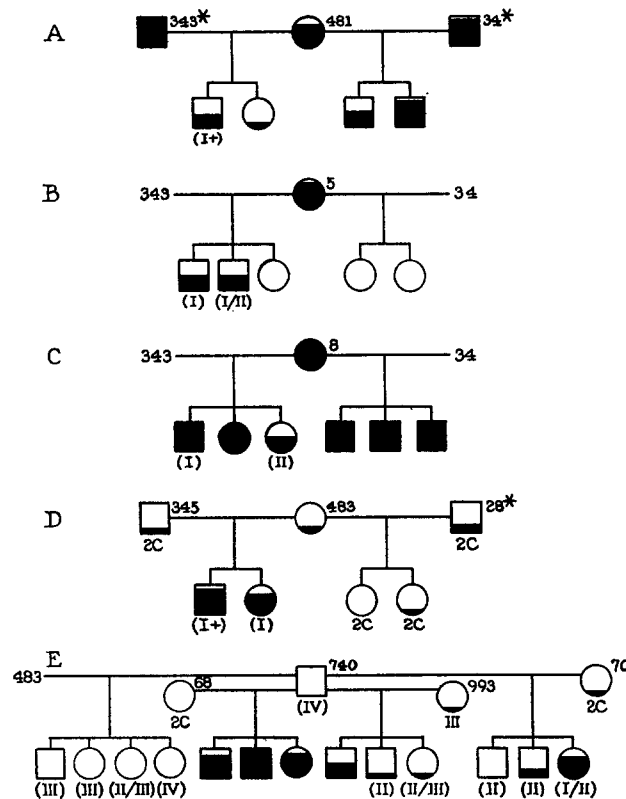 A 343* 481 34*
(I+)
B 343 5 34
(I) (I/II)
C 343 8 34
(I) (II)
D 345 483 28*
2C 2C
(I+) (I) 2C 2C
E 740
483 68 993 70
2C (IV) III 2C
(III) (III) (II/III) (IV) (II) (II/III) (II) (II) (I/II)